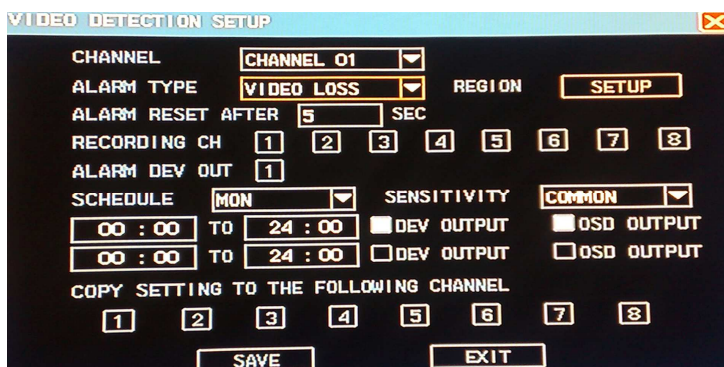 VIDEO DETECTION SETUP
CHANNEL CHANNEL 01
ALARM TYPE VIDEO LOSS REGION SETUP
ALARM RESET AFTER 5 SEC
RECORDING CH 1 2 3 4 5 6 7 8
ALARM DEV OUT 1
SCHEDULE MON SENSITIVITY COMMON
00 : 00 TO 24 : 00 DEV OUTPUT OSD OUTPUT
00 : 00 TO 24 : 00 DEV OUTPUT OSD OUTPUT
COPY SETTING TO THE FOLLOWING CHANNEL
1 2 3 4 5 6 7 8
SAVE EXIT